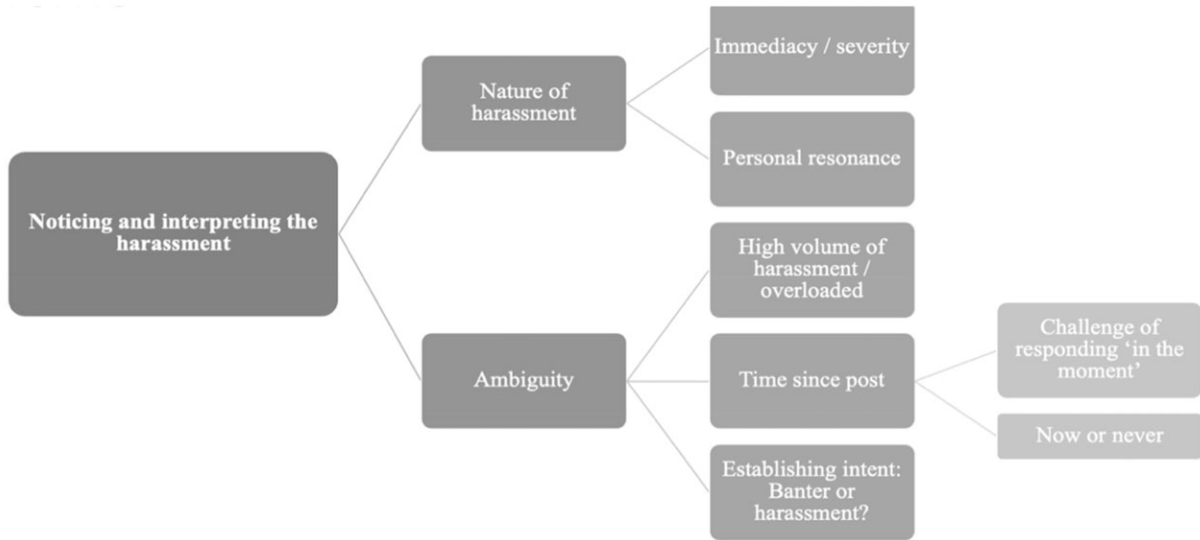 Immediacy / severity
Nature of
harassment
Personal resonance
Noticing and interpreting the
harassment
High volume of
harassment /
overloaded
Challenge of
responding ‘in the
moment’
Ambiguity
Time since post
Now or never
Establishing intent:
Banter or
harassment?